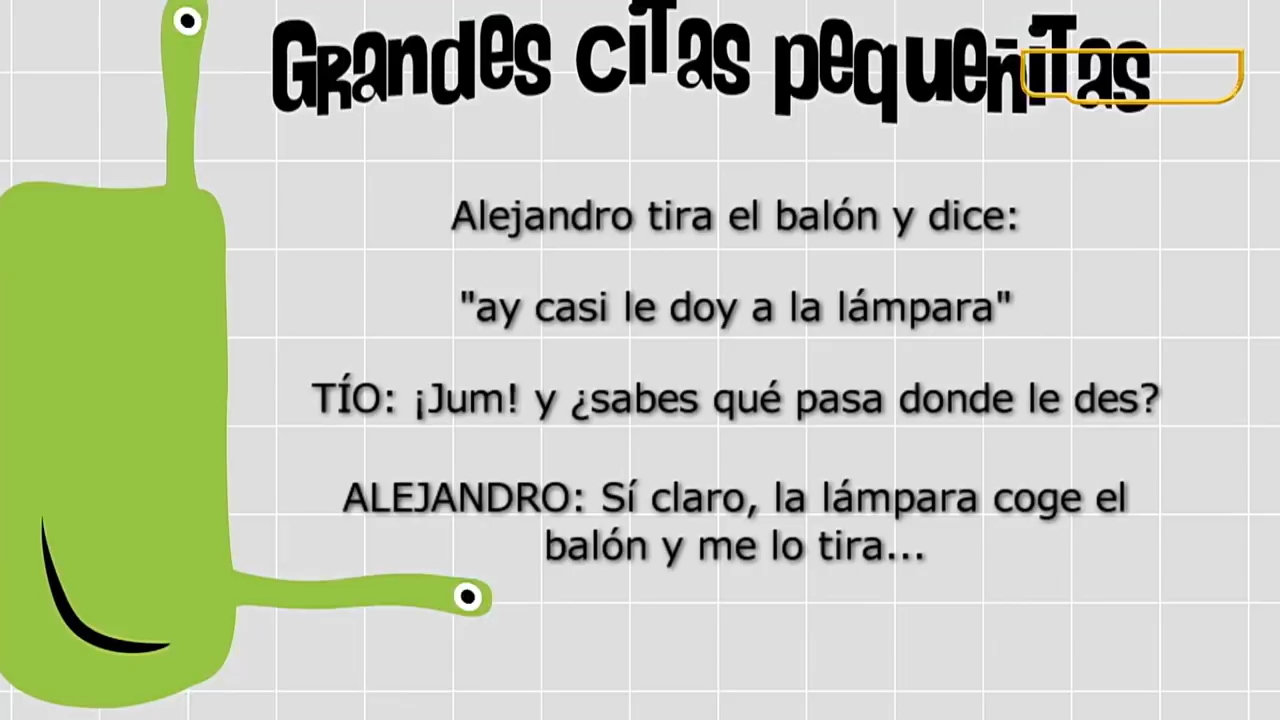 Grandes citas pequeñitas
Alejandro tira el balón y dice:
"ay casi le doy a la lámpara"
TÍO: ¡Jum! y ¿sabes qué pasa donde le des?
ALEJANDRO: Sí claro, la lámpara coge el
balón y me lo tira...